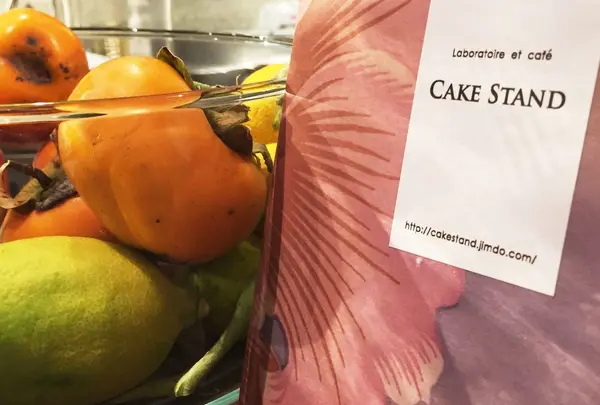 Laboratoire et café
CAKE STAND
http://cakestand.jimdo.com/